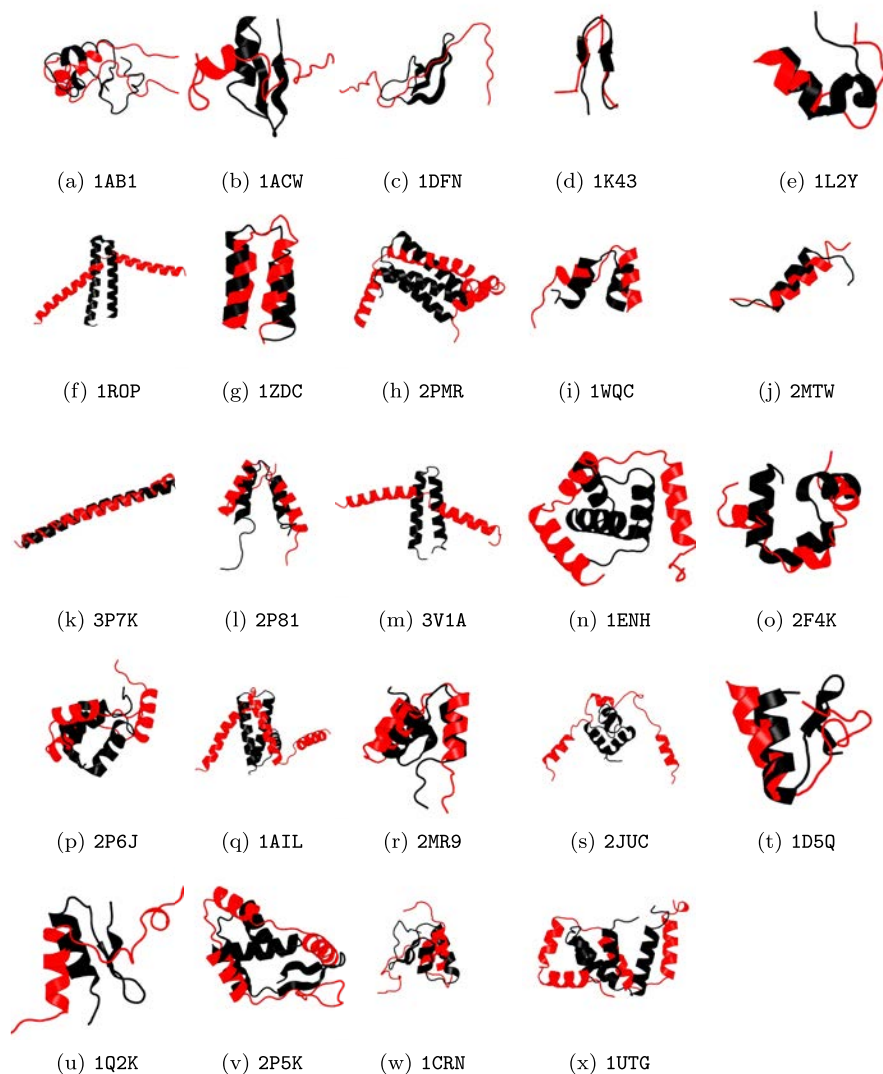 (a) 1AB1 (b) 1ACW (c) 1DFN (d) 1K43 (e) 1L2Y
(f) 1ROP (g) 1ZDC (h) 2PMR (i) 1WQC (j) 2MTW
(k) 3P7K (l) 2P81 (m) 3V1A (n) 1ENH (o) 2F4K
(p) 2P6J (q) 1AIL (r) 2MR9 (s) 2JUC (t) 1D5Q
(u) 1Q2K (v) 2P5K (w) 1CRN (x) 1UTG